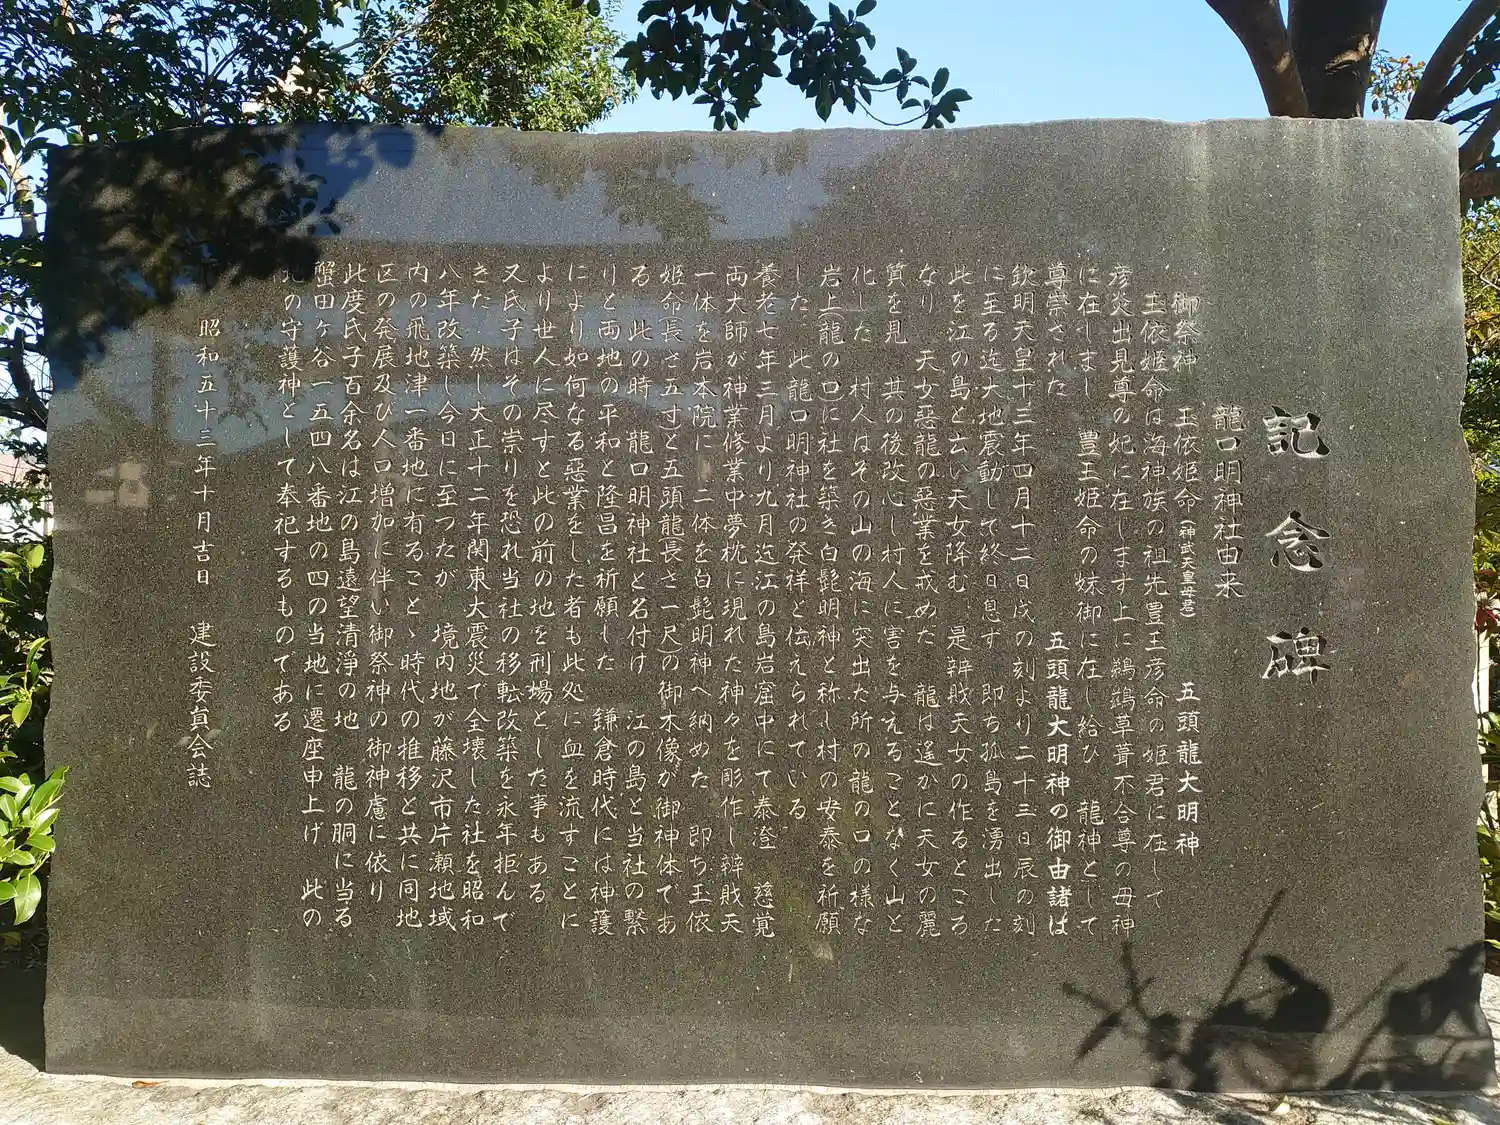 記念碑
龍口明神社由来
御祭神 玉依姫命(神武天皇母君) 五頭龍大明神
玉依姫命は海神族の祖先豊玉彦命の姫君に在して
彦炎出見尊の妃に在します上に鵜鷀草葺不合尊の母神
に在しまし 豊玉姫命の妹御に在し給ひ 龍神として
尊崇された 五頭龍大明神の御由諸は
欽明天皇十三年四月十二日戌の刻より二十三日辰の刻
に至る迄大地震動して終日息ず 即ち孤島を湧出した
此を江の島と云い天女降む 是辨財天女の作るところ
なり 天女惡龍の惡業を戒めた 龍は遙かに天女の麗
質を見 其の後改心し村人に害を与えることなく山と
化した 村人はその山の海に突出た所の龍の口の様な
岩上(龍の口)に社を築き白髭明神と称し村の安泰を祈願
した 此龍口明神社の発祥と伝えられている
養老七年三月より九月迄江の島岩窟中にて泰澄 慈覚
両大師が神業修業中夢枕に現れた神々を彫作し辨財天
一体を岩本院に 二体を白髭明神へ納めた 即ち玉依
姫命(長さ五寸)と五頭龍長さ一尺)の御木像が御神体であ
る 此の時 龍口明神社と名付け 江の島と当社の繋
りと両地の平和と隆昌を祈願した 鎌倉時代には神護
により如何なる惡業をした者も此処に血を流すことに
より世人に尽すと此の前の地を刑場とした事もある
又氏子はその崇りを恐れ当社の移転改築を永年拒んで
きた 然し大正十二年関東大震災で全壊した社を昭和
八年改築し今日に至つたが 境内地が藤沢市片瀬地域
内の飛地津一番地に有ることゝ時代の推移と共に同地
区の発展及び人口増加に伴い御祭神の御神慮に依り
此度氏子百余名は江の島遠望清浄の地 龍の胴に当る
蟹田ヶ谷一五四八番地の四の当地に遷座申上げ 此の
地の守護神として奉祀するものである
昭和五十三年十月吉日 建設委員会誌